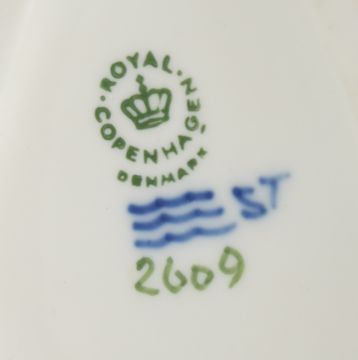 ROYAL COPENHAGEN
DENMARK
ST
2609